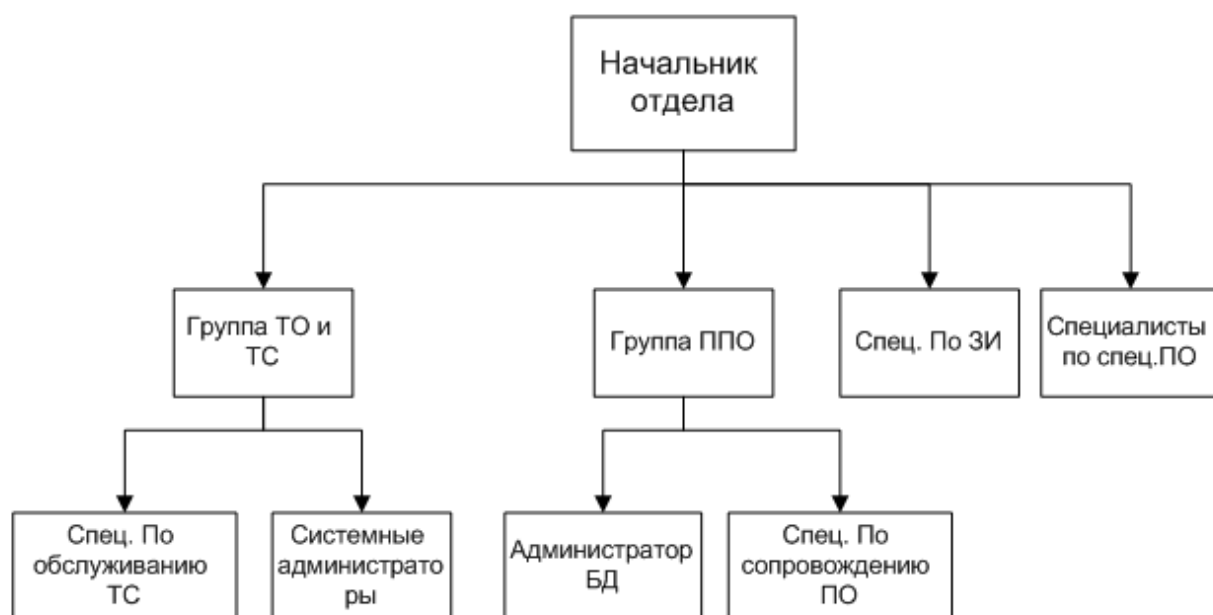 Начальник
отдела
Группа ТО и
ТС
Группа ППО
Спец. По ЗИ
Специалисты
по спец.ПО
Спец. По
обслуживанию
ТС
Системные
администрато
ры
Администратор
БД
Спец. По
сопровождению
ПО